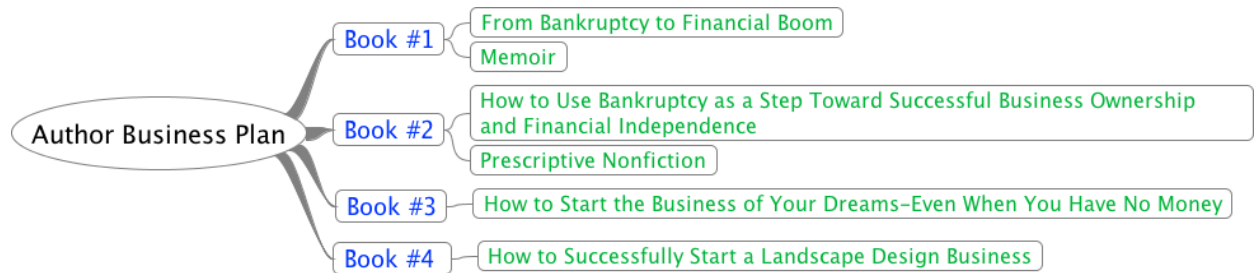 Author Business Plan
Book #1
From Bankruptcy to Financial Boom
Memoir
Book #2
How to Use Bankruptcy as a Step Toward Successful Business Ownership
and Financial Independence
Prescriptive Nonfiction
Book #3
How to Start the Business of Your Dreams–Even When You Have No Money
Book #4
How to Successfully Start a Landscape Design Business